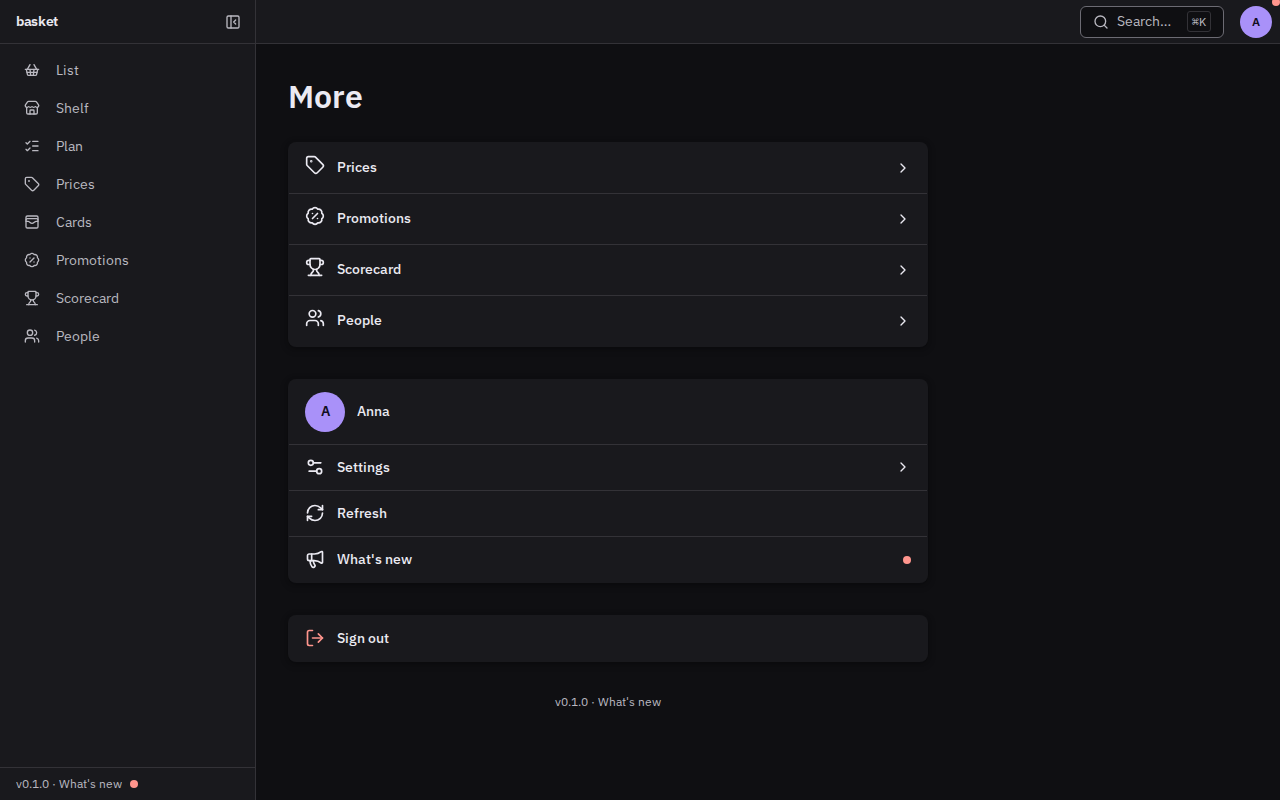 basket
Search... ⌘K
A
List
Shelf
Plan
Prices
Cards
Promotions
Scorecard
People
More
Prices
Promotions
Scorecard
People
A Anna
Settings
Refresh
What's new
Sign out
v0.1.0 · What's new
v0.1.0 · What's new